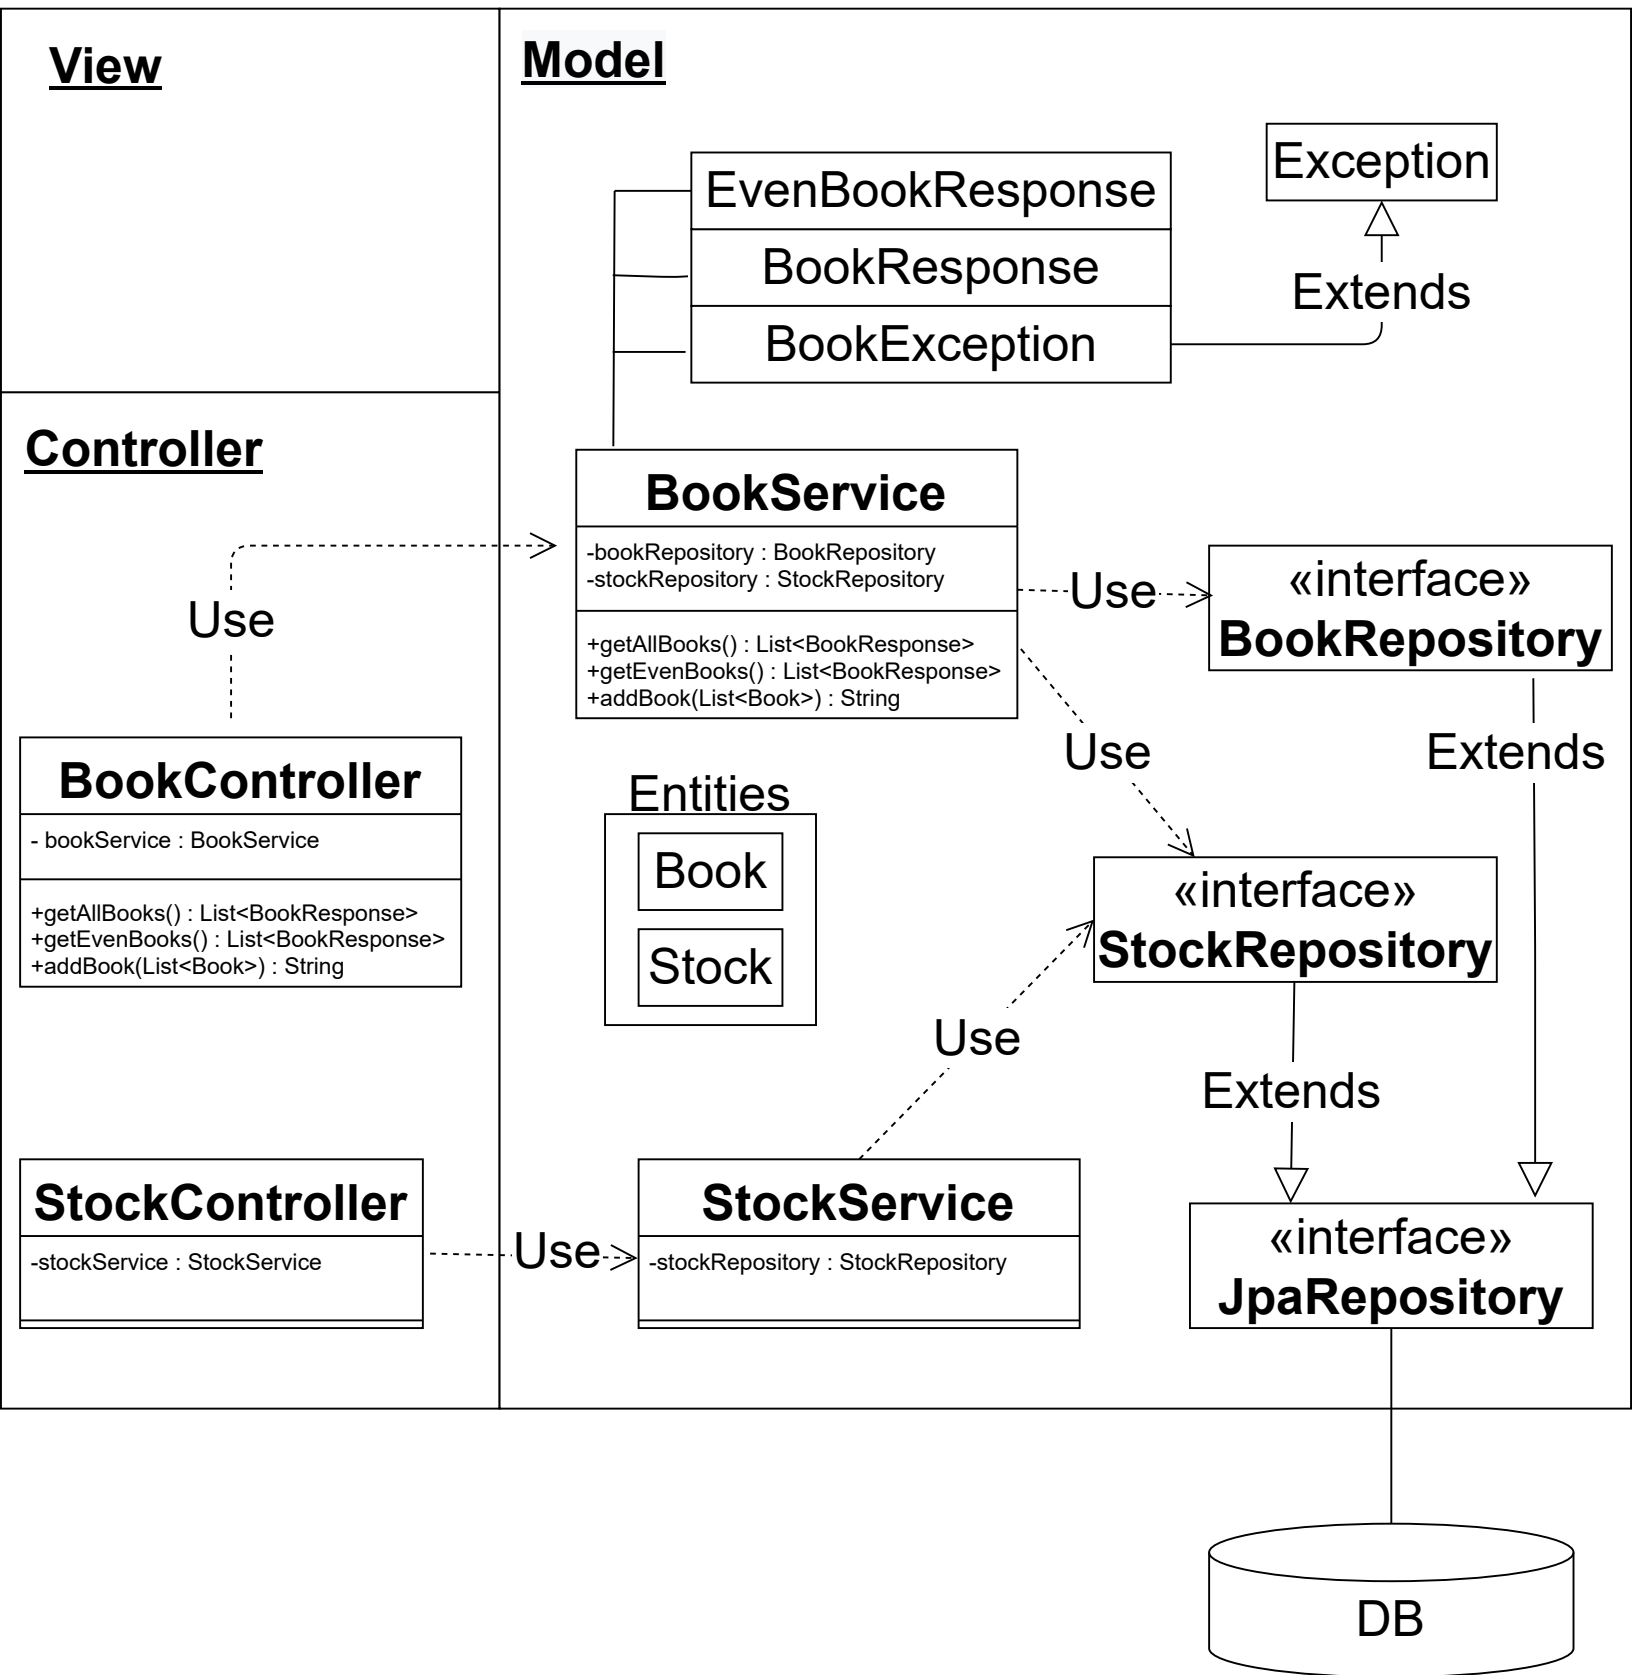 View
Model
Exception
EvenBookResponse
BookResponse
Extends
BookException
Controller
BookService
-bookRepository : BookRepository
-stockRepository : StockRepository
+getAllBooks() : List<BookResponse>
+getEvenBooks() : List<BookResponse>
+addBook(List<Book>) : String
Use
Use
«interface»
BookRepository
Use
Extends
BookController
- bookService : BookService
+getAllBooks() : List<BookResponse>
+getEvenBooks() : List<BookResponse>
+addBook(List<Book>) : String
Entities
Book
Stock
«interface»
StockRepository
Use
Extends
StockController
-stockService : StockService
Use
StockService
-stockRepository : StockRepository
«interface»
JpaRepository
DB